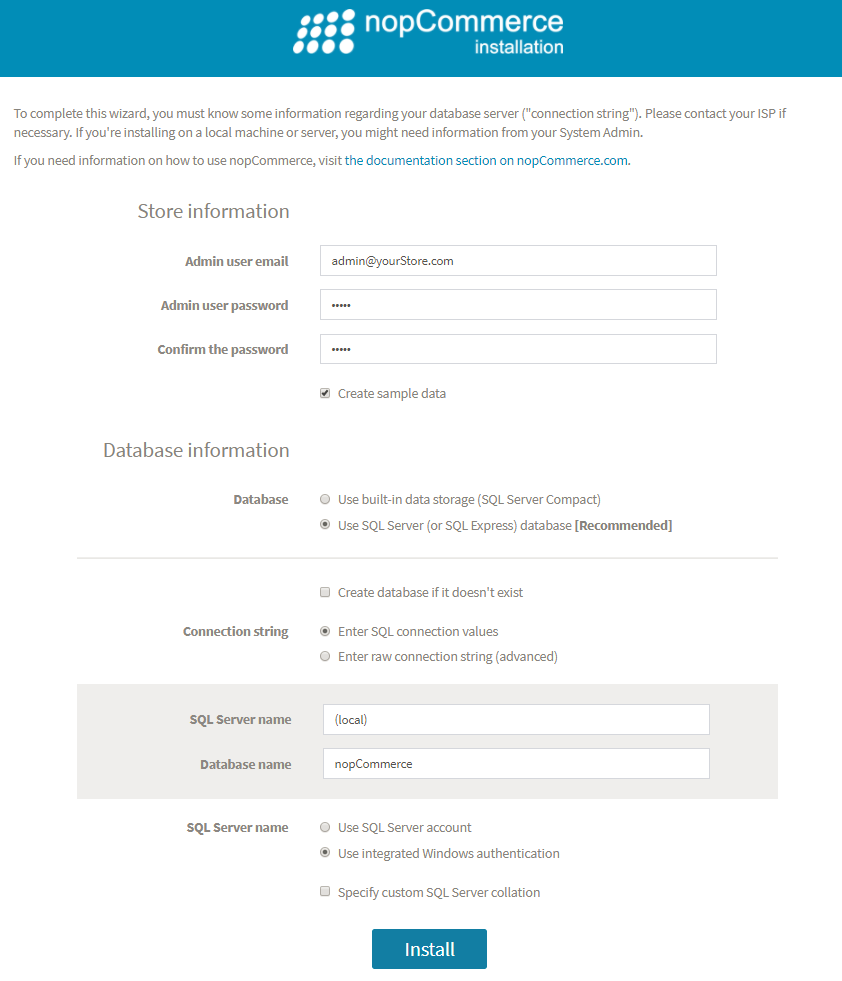 nopCommerce
installation
To complete this wizard, you must know some information regarding your database server ("connection string"). Please contact your ISP if
necessary. If you're installing on a local machine or server, you might need information from your System Admin.
If you need information on how to use nopCommerce, visit the documentation section on nopCommerce.com.
Store information
Admin user email admin@yourStore.com
Admin user password •••••
Confirm the password •••••
Create sample data
Database information
Database Use built-in data storage (SQL Server Compact)
Use SQL Server (or SQL Express) database [Recommended]
Create database if it doesn't exist
Connection string Enter SQL connection values
Enter raw connection string (advanced)
SQL Server name (local)
Database name nopCommerce
SQL Server name Use SQL Server account
Use integrated Windows authentication
Specify custom SQL Server collation
Install